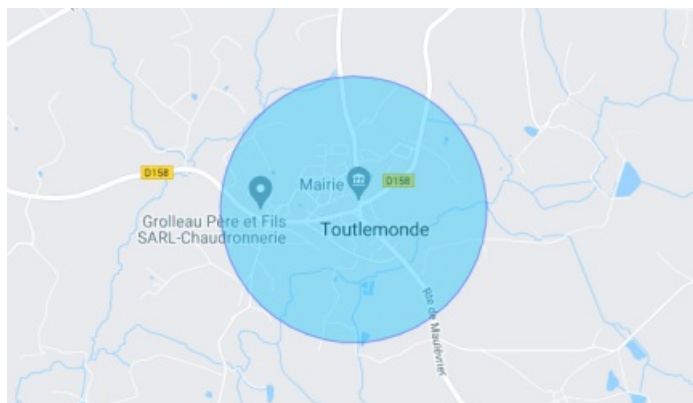 D158
Mairie
D158
Grolleau Père et Fils
SARL-Chaudronnerie
Toutlemonde
Rte de Maulévrier